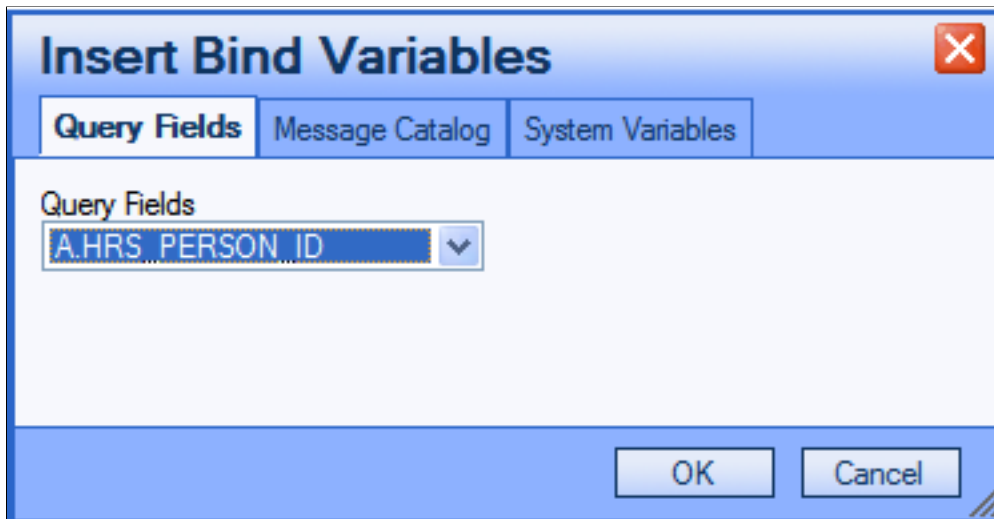 Insert Bind Variables
Query Fields Message Catalog System Variables
Query Fields
A.HRS_PERSON_ID
OK Cancel